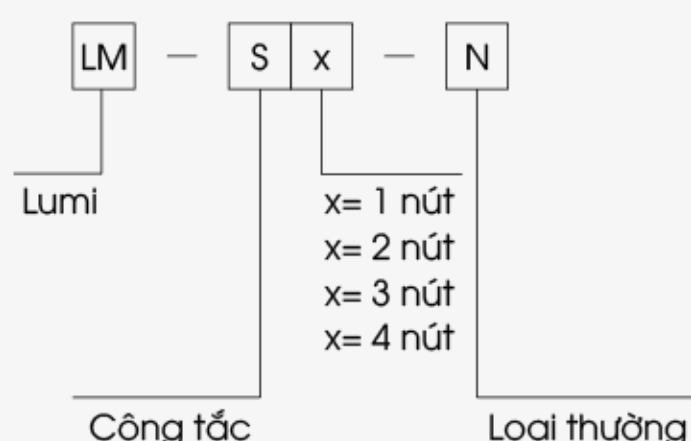 LM — S x — N
Lumi
x= 1 nút
x= 2 nút
x= 3 nút
x= 4 nút
Công tắc
Loại thường